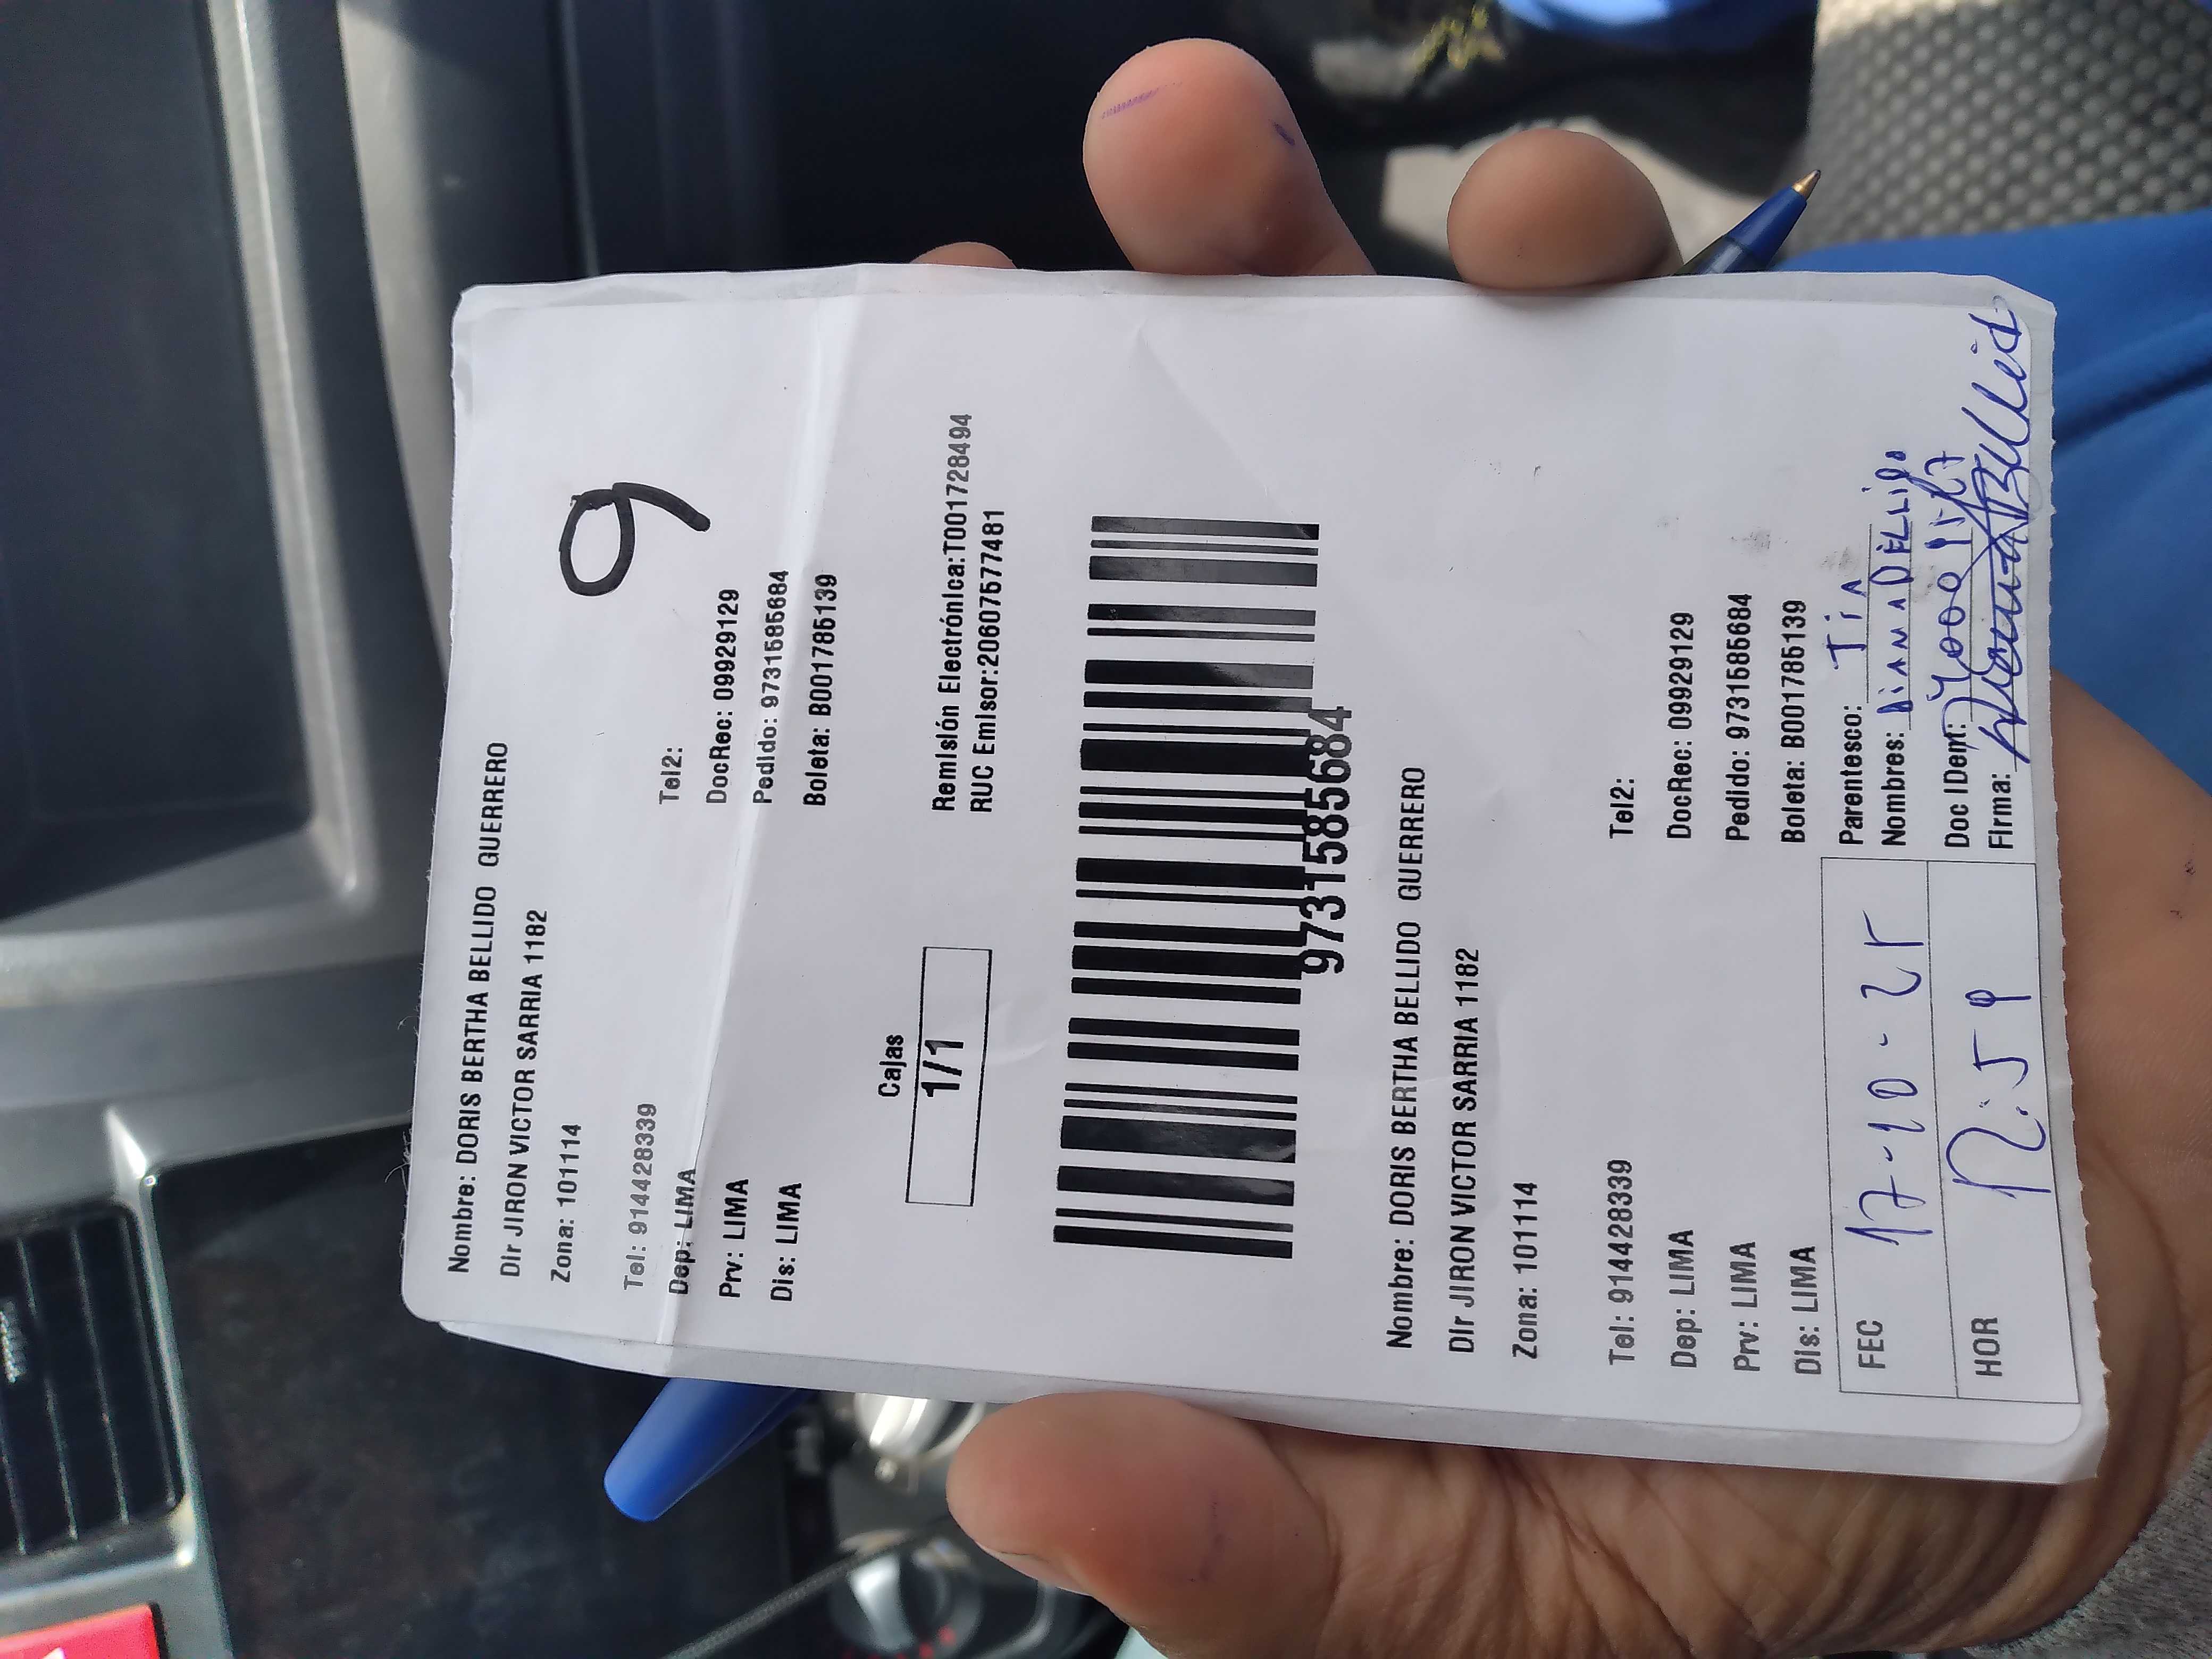 Nombre: DORIS BERTHA BELLIDO GUERRERO
Dir JIRON VICTOR SARRIA 1182
Zona: 101114
9
Tel: 914428339 Tel2:
Dep: LIMA DocRec: 09929129
Prv: LIMA Pedido: 9731585684
Dis: LIMA Boleta: B001785139
Cajas
1/1
Remisión Electrónica:T001728494
RUC Emisor:20607577481
9731585684
Nombre: DORIS BERTHA BELLIDO GUERRERO
Dir JIRON VICTOR SARRIA 1182
Zona: 101114
Tel: 914428339 Tel2:
Dep: LIMA DocRec: 09929129
Prv: LIMA Pedido: 9731585684
Dis: LIMA Boleta: B001785139
FEC 17-10-25 Parentesco: TiA
Nombres:
HOR 12:59 Doc IDent:
Firma: